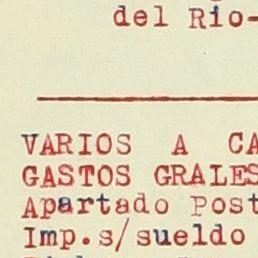 del Rio-
VARIOS A CA
GASTOS GRALES
Apartado Post
Imp.s/sueldo